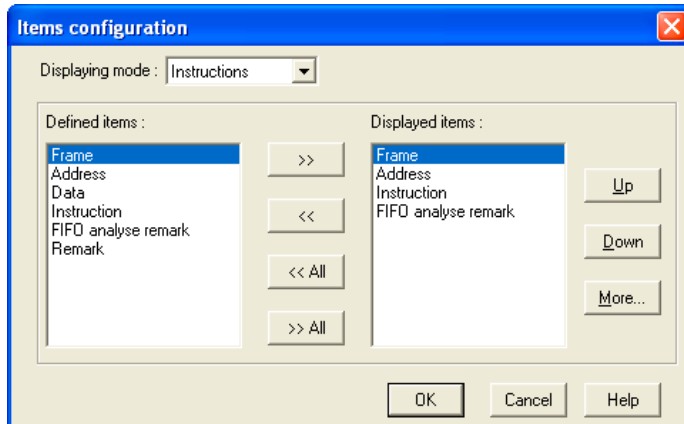 Items configuration
Displaying mode : Instructions
Defined items :
Frame
Address
Data
Instruction
FIFO analyse remark
Remark
>>
<<
<< All
>> All
Displayed items :
Frame
Address
Instruction
FIFO analyse remark
Up
Down
More...
OK Cancel Help